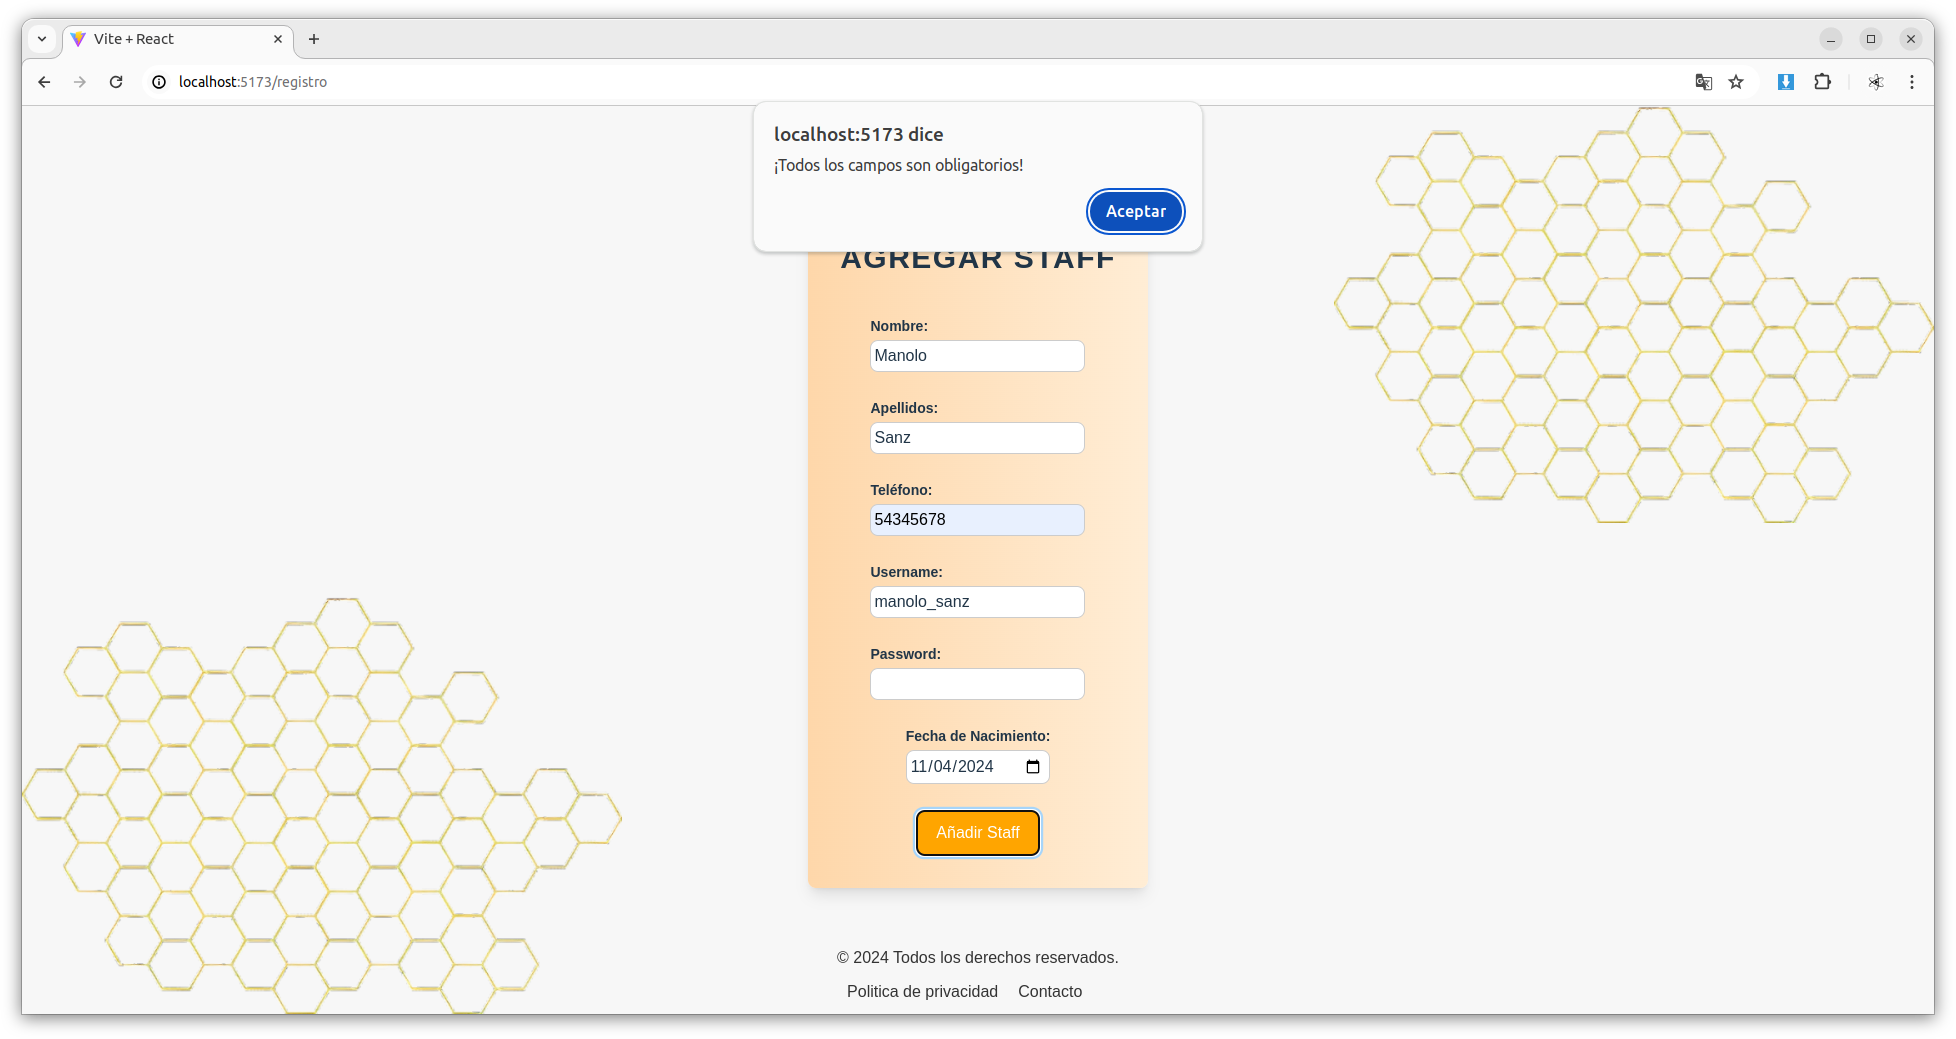 Vite + React
localhost:5173/registro
localhost:5173 dice
¡Todos los campos son obligatorios!
Aceptar
AGREGAR STAFF
Nombre:
Manolo
Apellidos:
Sanz
Teléfono:
54345678
Username:
manolo_sanz
Password:
Fecha de Nacimiento:
11/04/2024
Añadir Staff
© 2024 Todos los derechos reservados.
Politica de privacidad Contacto